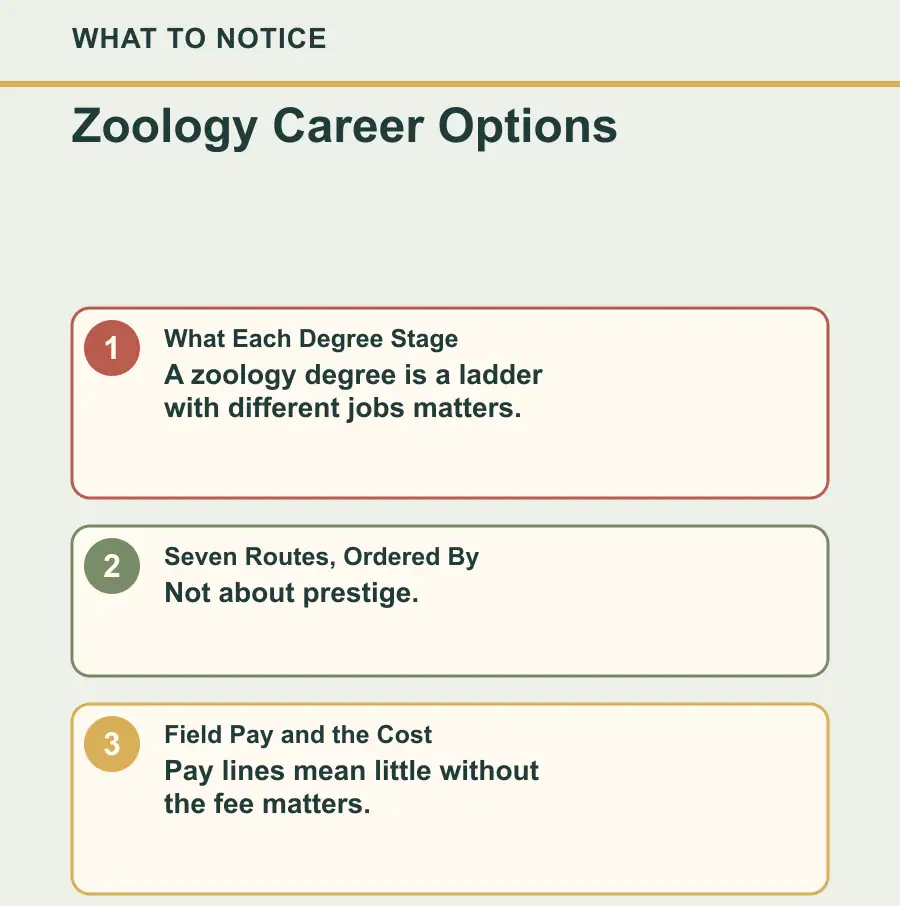 WHAT TO NOTICE
Zoology Career Options
1
What Each Degree Stage
A zoology degree is a ladder
with different jobs matters.
2
Seven Routes, Ordered By
Not about prestige.
3
Field Pay and the Cost
Pay lines mean little without
the fee matters.